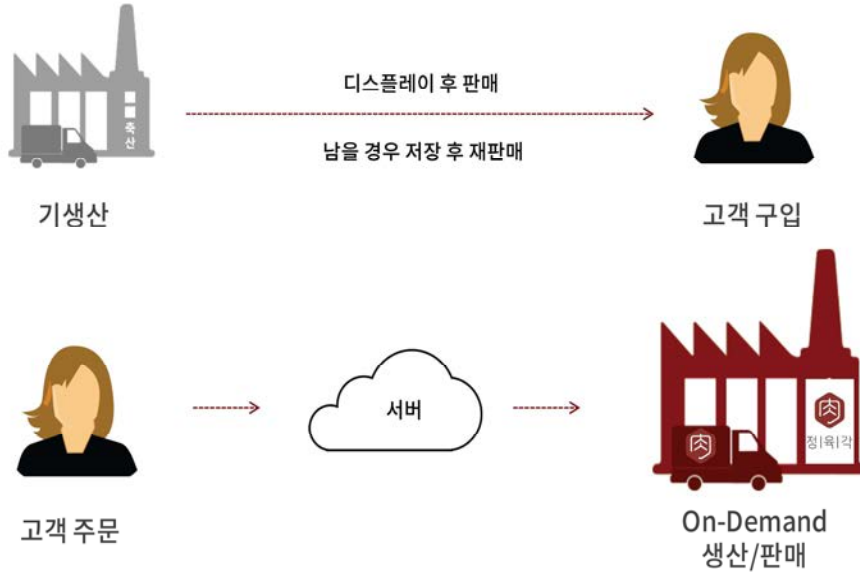 디스플레이 후 판매
축산
남을 경우 저장 후 재판매
기생산
고객 구입
서버
肉
정|육|각
肉
고객 주문
On-Demand
생산/판매